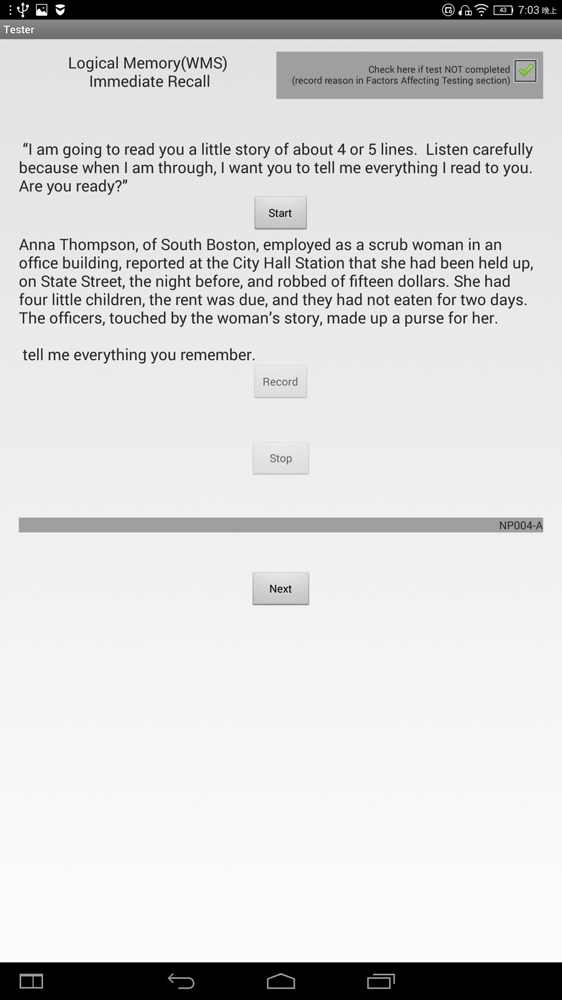 43 7:03 晚上
Tester
Logical Memory(WMS)
Immediate Recall
Check here if test NOT completed
(record reason in Factors Affecting Testing section)
“I am going to read you a little story of about 4 or 5 lines.  Listen carefully
because when I am through, I want you to tell me everything I read to you.
Are you ready?”
Start
Anna Thompson, of South Boston, employed as a scrub woman in an
office building, reported at the City Hall Station that she had been held up,
on State Street, the night before, and robbed of fifteen dollars. She had
four little children, the rent was due, and they had not eaten for two days.
The officers, touched by the woman’s story, made up a purse for her.
tell me everything you remember.
Record
Stop
NP004-A
Next